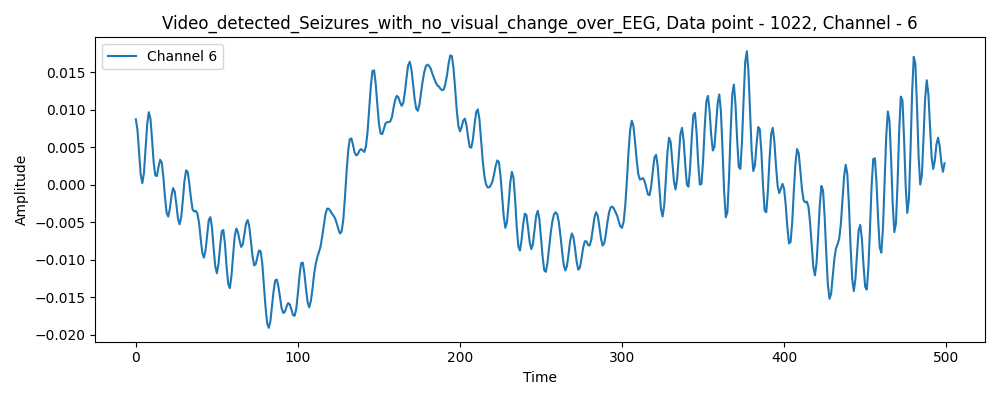 Video_detected_Seizures_with_no_visual_change_over_EEG, Data point - 1022, Channel - 6
Channel 6
0.015
0.010
0.005
0.000
−0.005
−0.010
−0.015
−0.020
Amplitude
0 100 200 300 400 500
Time